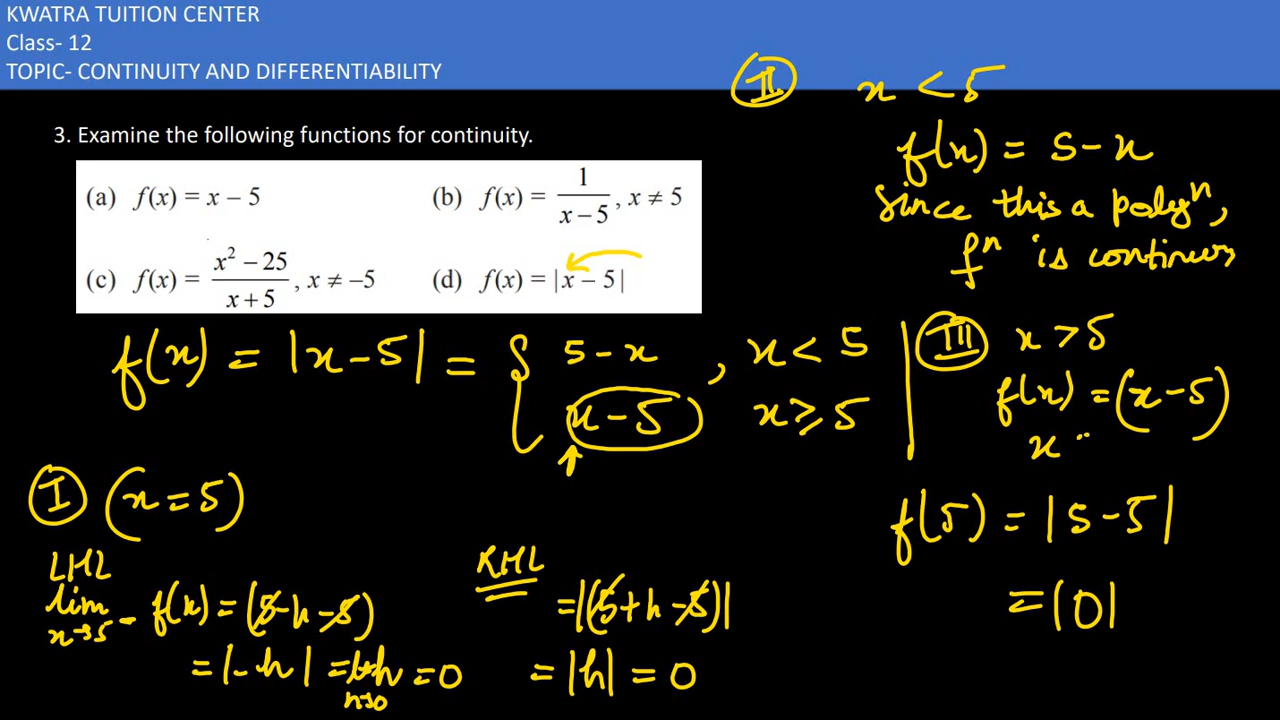 KWATRA TUITION CENTER
Class- 12
TOPIC- CONTINUITY AND DIFFERENTIABILITY
3. Examine the following functions for continuity.
(a) f(x) = x – 5
(b) f(x) = 1/(x – 5), x ≠ 5
(c) f(x) = (x² – 25)/(x + 5), x ≠ –5
(d) f(x) = |x – 5|
f(x) = |x - 5| = { 5 - x , x < 5
x - 5 x ≥ 5
I (x = 5)
LHL
lim x→5- f(x) = (5 - h - 5)
= |-h| = lt h h→0 = 0
RHL
= |(5 + h - 5)|
= |h| = 0
II x < 5
f(x) = 5 - x
Since this a polyⁿ,
fⁿ is continuous
III x > 5
f(x) = (x - 5)
x
f(5) = |5 - 5|
= |0|